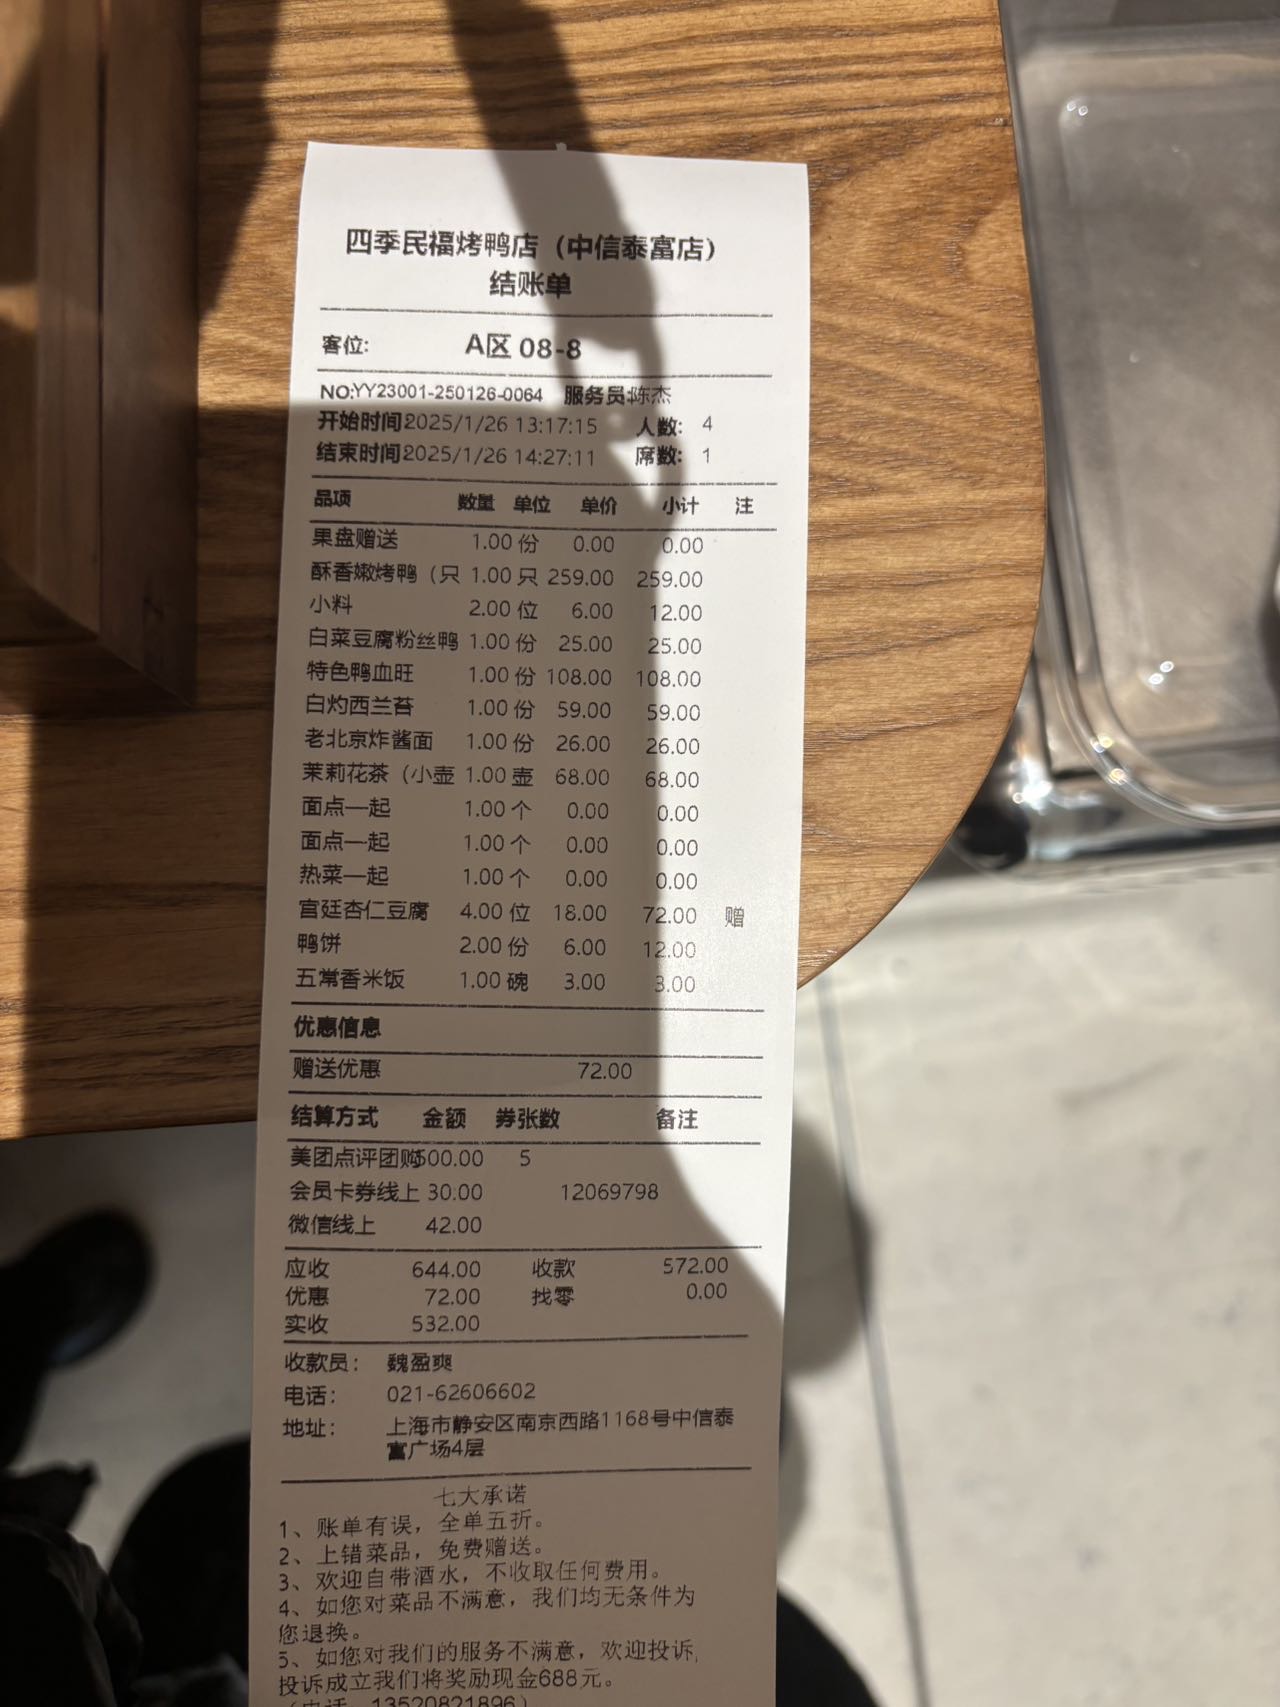 四季民福烤鸭店（中信泰富店）
结账单
客位: A区 08-8
NO:YY23001-250126-0064 服务员:陈杰
开始时间2025/1/26 13:17:15 人数: 4
结束时间2025/1/26 14:27:11 席数: 1
品项 数量 单位 单价 小计 注
果盘赠送 1.00 份 0.00 0.00
酥香嫩烤鸭（只 1.00 只 259.00 259.00
小料 2.00 位 6.00 12.00
白菜豆腐粉丝鸭 1.00 份 25.00 25.00
特色鸭血旺 1.00 份 108.00 108.00
白灼西兰苔 1.00 份 59.00 59.00
老北京炸酱面 1.00 份 26.00 26.00
茉莉花茶（小壶 1.00 壶 68.00 68.00
面点一起 1.00 个 0.00 0.00
面点一起 1.00 个 0.00 0.00
热菜一起 1.00 个 0.00 0.00
宫廷杏仁豆腐 4.00 位 18.00 72.00 赠
鸭饼 2.00 份 6.00 12.00
五常香米饭 1.00 碗 3.00 3.00
优惠信息
赠送优惠 72.00
结算方式 金额 券张数 备注
美团点评团购500.00 5
会员卡券线上 30.00 12069798
微信线上 42.00
应收 644.00 收款 572.00
优惠 72.00 找零 0.00
实收 532.00
收款员: 魏盈爽
电话: 021-62606602
地址: 上海市静安区南京西路1168号中信泰
富广场4层
七大承诺
1、账单有误，全单五折。
2、上错菜品，免费赠送。
3、欢迎自带酒水，不收取任何费用。
4、如您对菜品不满意，我们均无条件为
您退换。
5、如您对我们的服务不满意，欢迎投诉,
投诉成立我们将奖励现金688元。
（电话 13520821896）